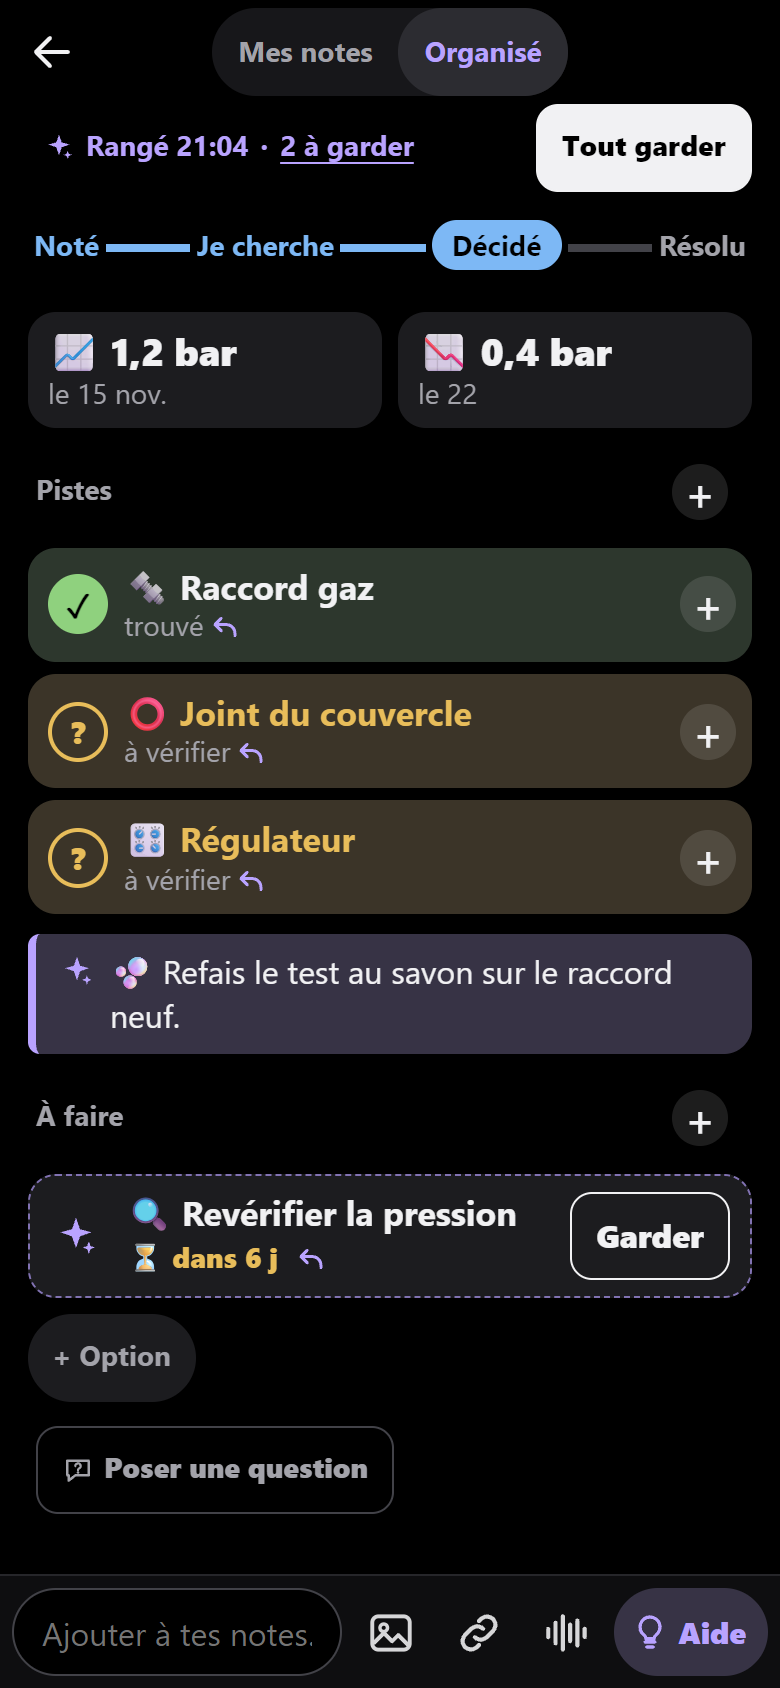 Mes notes
Organisé
Rangé 21:04 · 2 à garder
Tout garder
Noté
Je cherche
Décidé
Résolu
1,2 bar
le 15 nov.
0,4 bar
le 22
Pistes
+
✓
Raccord gaz
trouvé
+
?
Joint du couvercle
à vérifier
+
?
Régulateur
à vérifier
+
Refais le test au savon sur le raccord
neuf.
À faire
+
Revérifier la pression
dans 6 j
Garder
+ Option
Poser une question
Ajouter à tes notes.
Aide